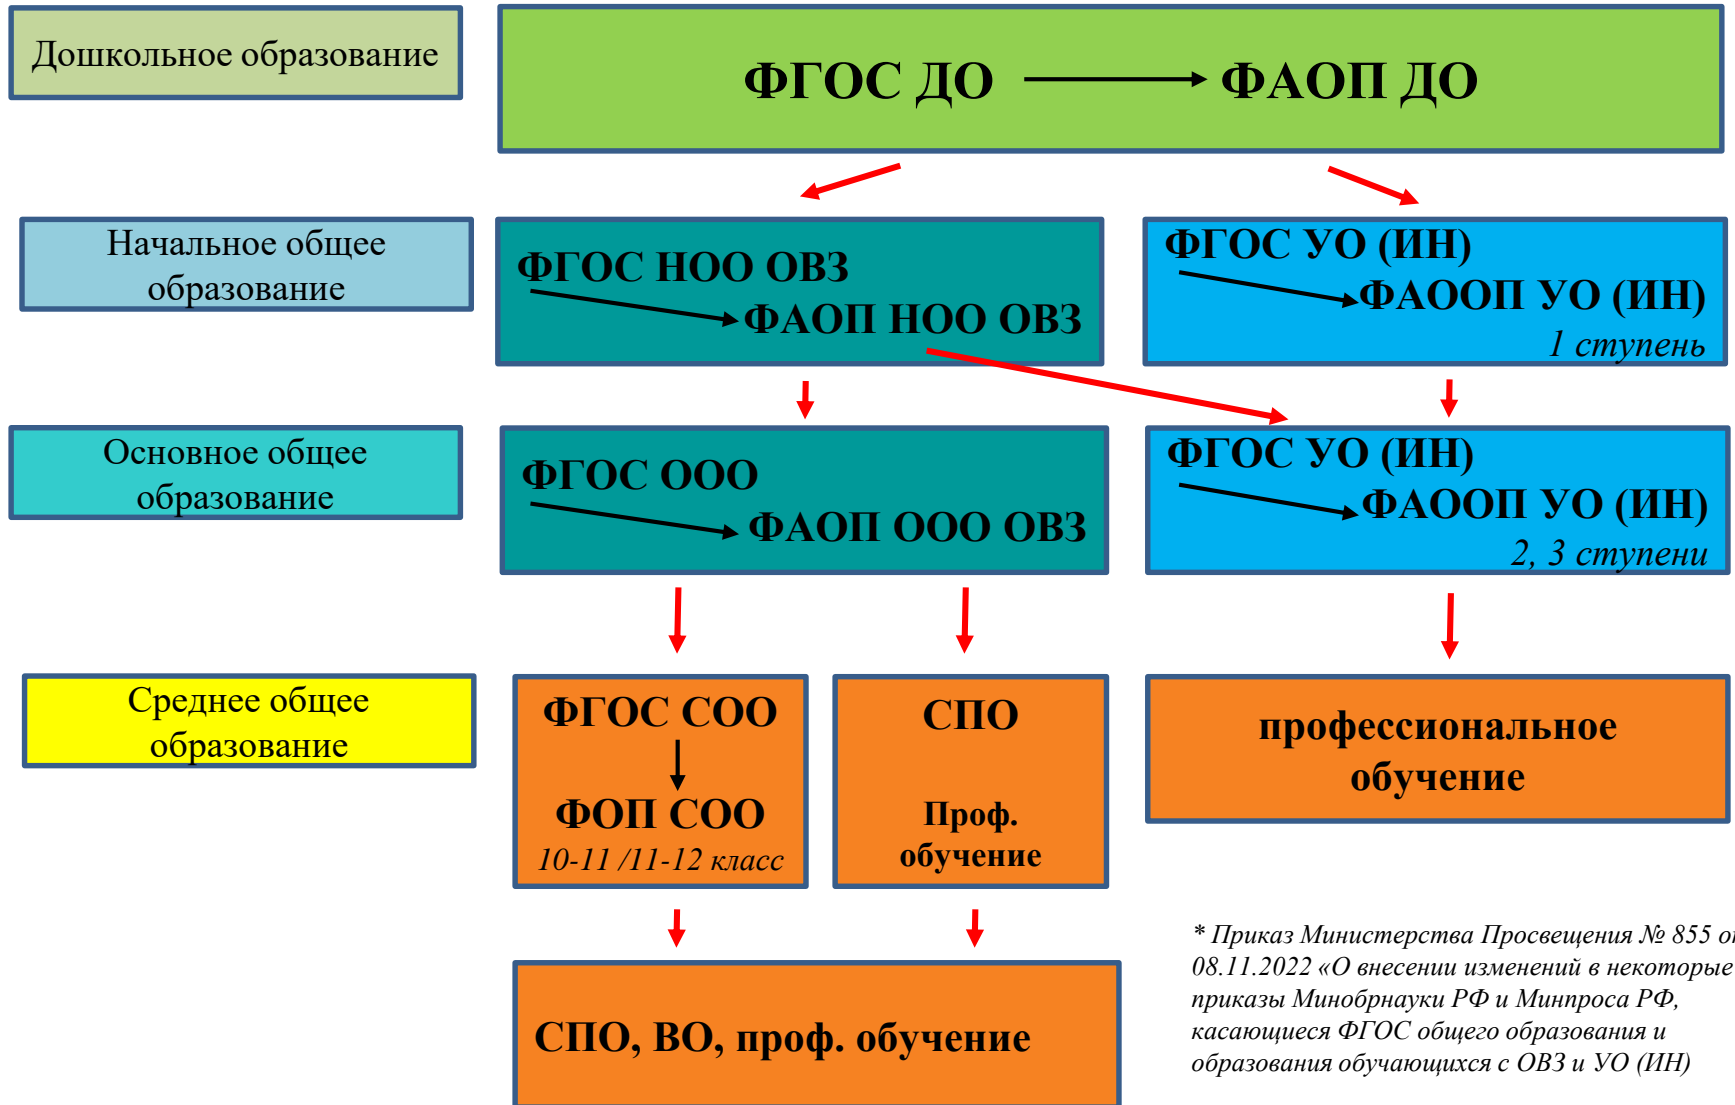 Дошкольное образование
ФГОС ДО
ФАОП ДО
Начальное общее
образование
ФГОС НОО ОВЗ
ФАОП НОО ОВЗ
ФГОС УО (ИН)
ФАООП УО (ИН)
1 ступень
Основное общее
образование
ФГОС ООО
ФАОП ООО ОВЗ
ФГОС УО (ИН)
ФАООП УО (ИН)
2, 3 ступени
Среднее общее
образование
ФГОС СОО
ФОП СОО
10-11 /11-12 класс
СПО
Проф.
обучение
профессиональное
обучение
СПО, ВО, проф. обучение
* Приказ Министерства Просвещения № 855 от
08.11.2022 «О внесении изменений в некоторые
приказы Минобрнауки РФ и Минпроса РФ,
касающиеся ФГОС общего образования и
образования обучающихся с ОВЗ и УО (ИН)